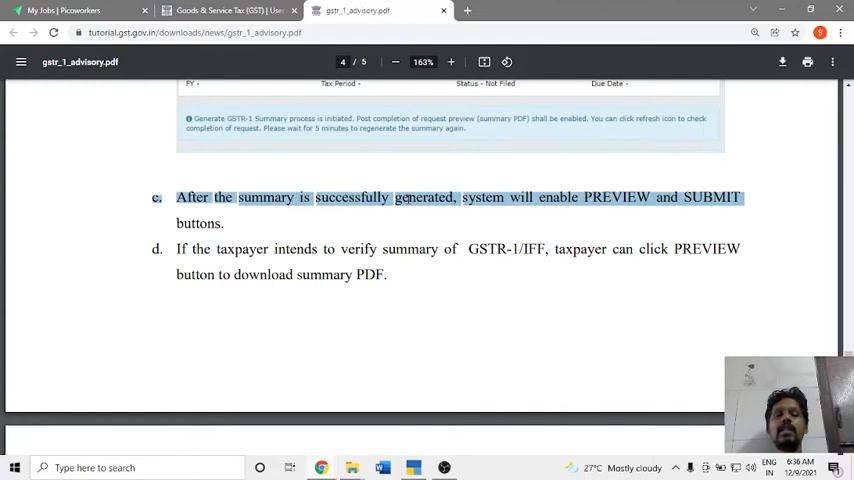 My Jobs | Picoworkers
Goods & Service Tax (GST) | User
gstr_1_advisory.pdf
tutorial.gst.gov.in/downloads/news/gstr_1_advisory.pdf
S
gstr_1_advisory.pdf
4 / 5
163%
FY -
Tax Period -
Status - Not Filed
Due Date -
Generate GSTR-1 Summary process is initiated. Post completion of request preview (summary PDF) shall be enabled. You can click refresh icon to check
completion of request. Please wait for 5 minutes to regenerate the summary again.
c. After the summary is successfully generated, system will enable PREVIEW and SUBMIT
buttons.
d. If the taxpayer intends to verify summary of GSTR-1/IFF, taxpayer can click PREVIEW
button to download summary PDF.
Type here to search
27°C Mostly cloudy
ENG
IN
6:36 AM
12/9/2021